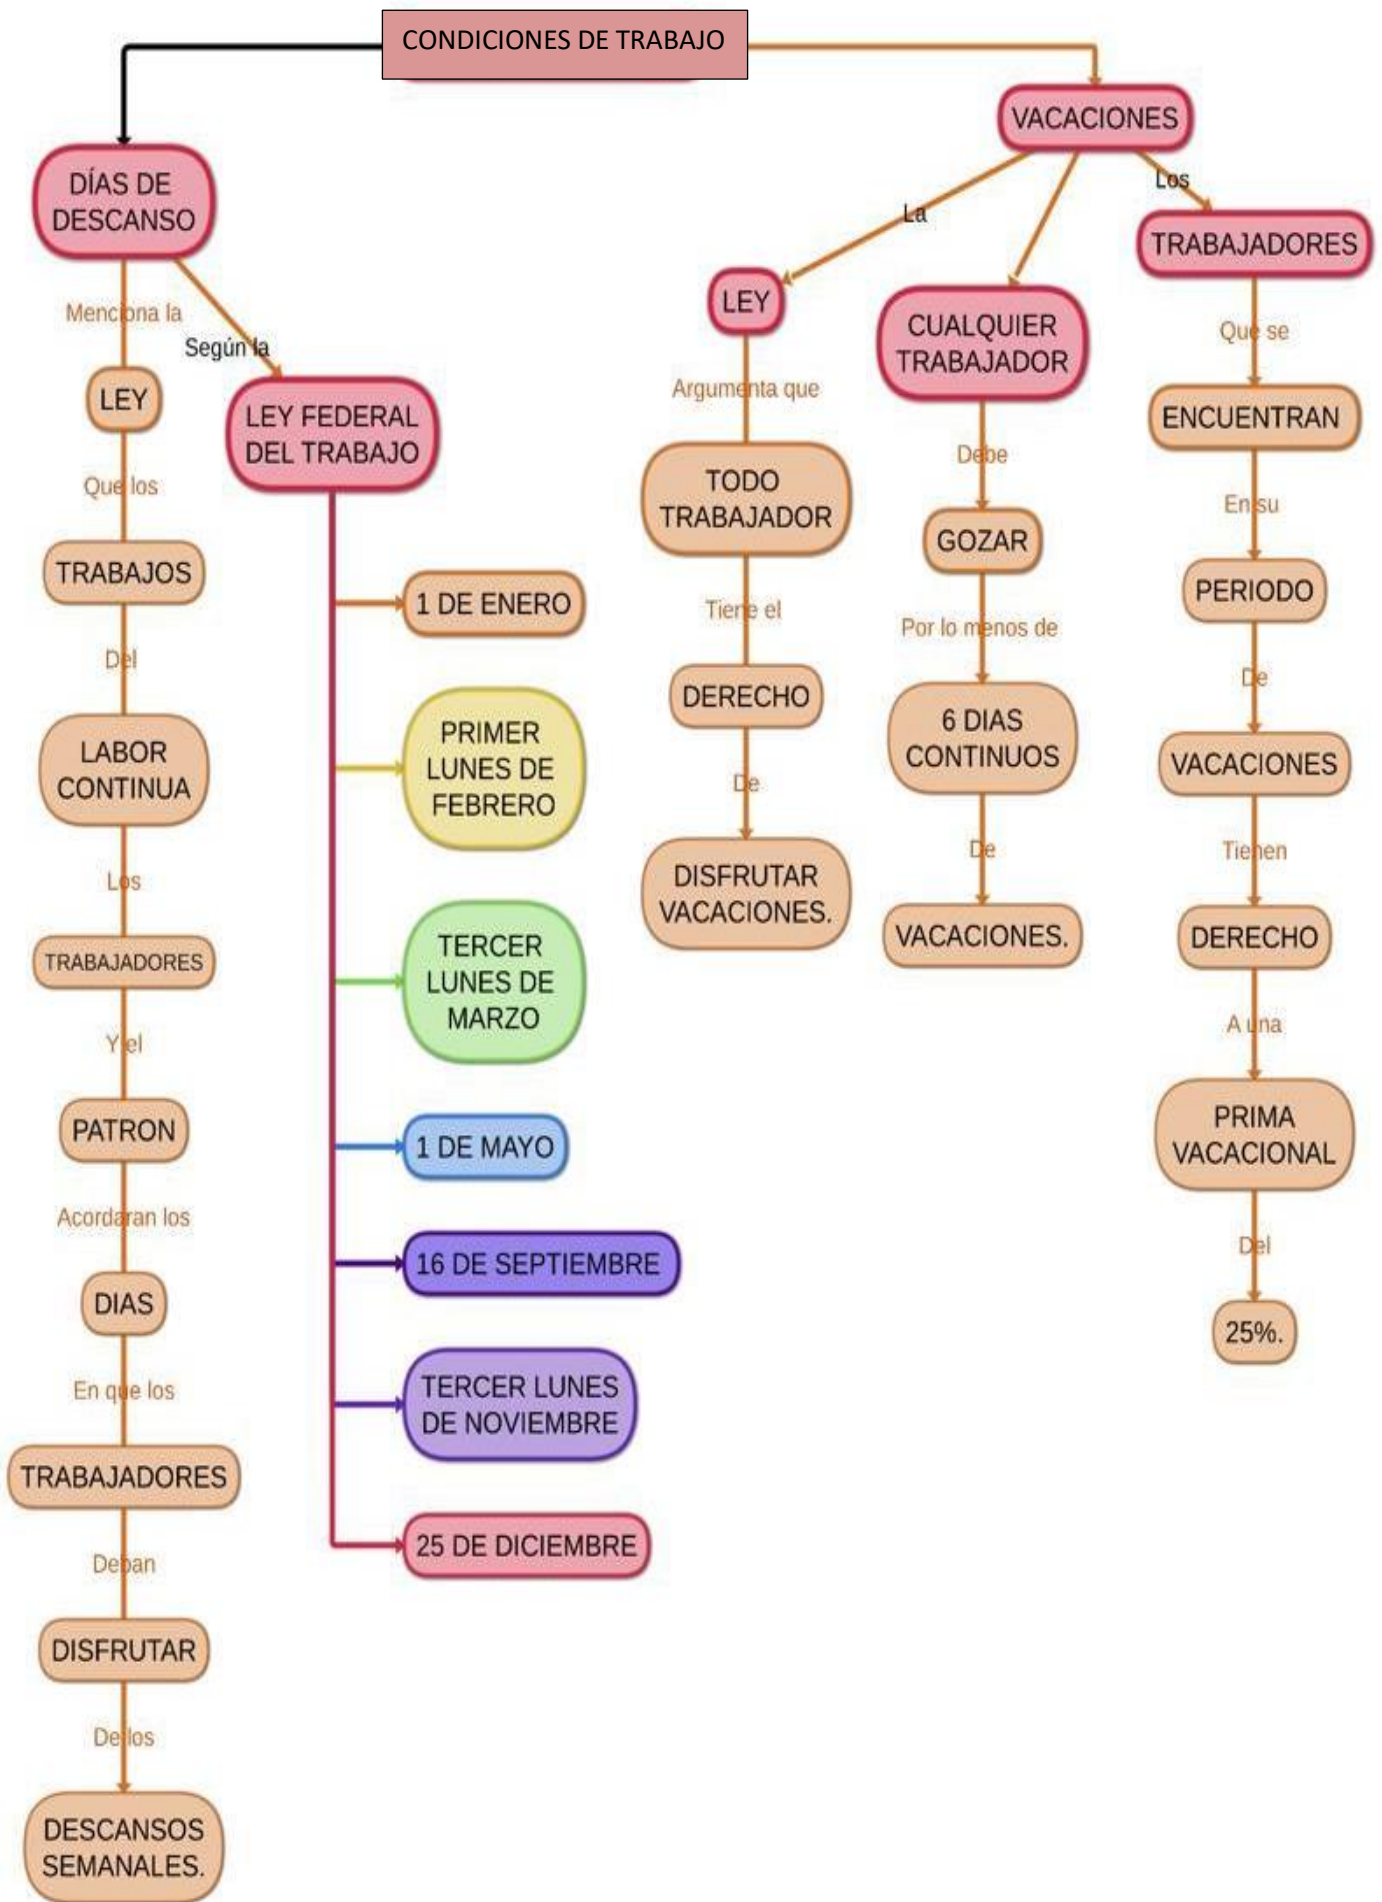 CONDICIONES DE TRABAJO
DÍAS DE
DESCANSO
Menciona la
LEY
Que los
TRABAJOS
Del
LABOR
CONTINUA
Los
TRABAJADORES
Y el
PATRON
Acordaran los
DIAS
En que los
TRABAJADORES
Deban
DISFRUTAR
De los
DESCANSOS
SEMANALES.
Según la
LEY FEDERAL
DEL TRABAJO
1 DE ENERO
PRIMER
LUNES DE
FEBRERO
TERCER
LUNES DE
MARZO
1 DE MAYO
16 DE SEPTIEMBRE
TERCER LUNES
DE NOVIEMBRE
25 DE DICIEMBRE
VACACIONES
La
LEY
Argumenta que
TODO
TRABAJADOR
Tiene el
DERECHO
De
DISFRUTAR
VACACIONES.
CUALQUIER
TRABAJADOR
Debe
GOZAR
Por lo menos de
6 DIAS
CONTINUOS
De
VACACIONES.
Los
TRABAJADORES
Que se
ENCUENTRAN
En su
PERIODO
De
VACACIONES
Tienen
DERECHO
A una
PRIMA
VACACIONAL
Del
25%.